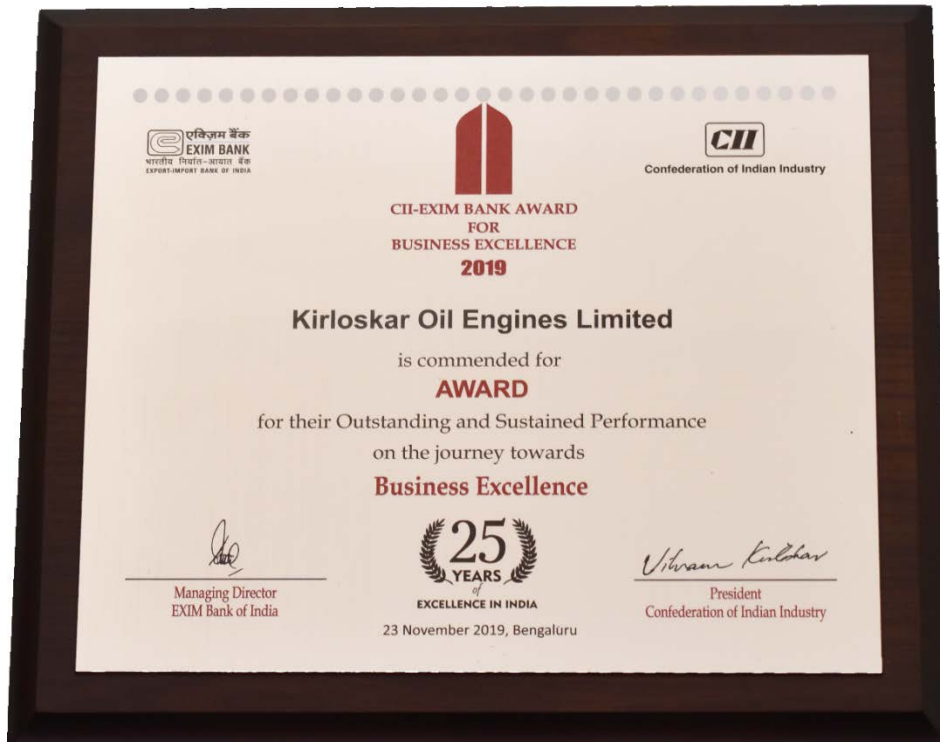 एक्ज़िम बैंक
EXIM BANK
भारतीय निर्यात-आयात बैंक
EXPORT-IMPORT BANK OF INDIA
CII
Confederation of Indian Industry
CII-EXIM BANK AWARD
FOR
BUSINESS EXCELLENCE
2019
Kirloskar Oil Engines Limited
is commended for
AWARD
for their Outstanding and Sustained Performance
on the journey towards
Business Excellence
Managing Director
EXIM Bank of India
25
YEARS
of
EXCELLENCE IN INDIA
23 November 2019, Bengaluru
Vikram Kirloskar
President
Confederation of Indian Industry